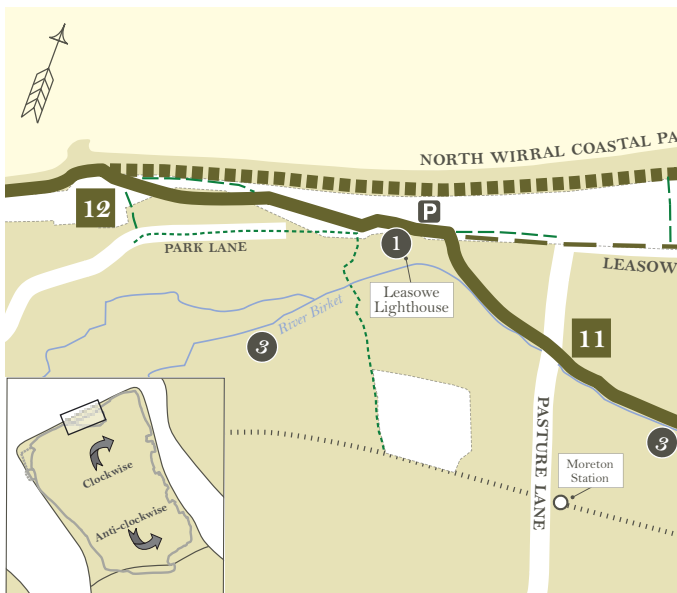 NORTH WIRRAL COASTAL PA
12
P
1
PARK LANE
LEASOW
Leasowe
Lighthouse
River Birket
3
11
PASTURE LANE
3
Moreton
Station
Clockwise
Anti-clockwise